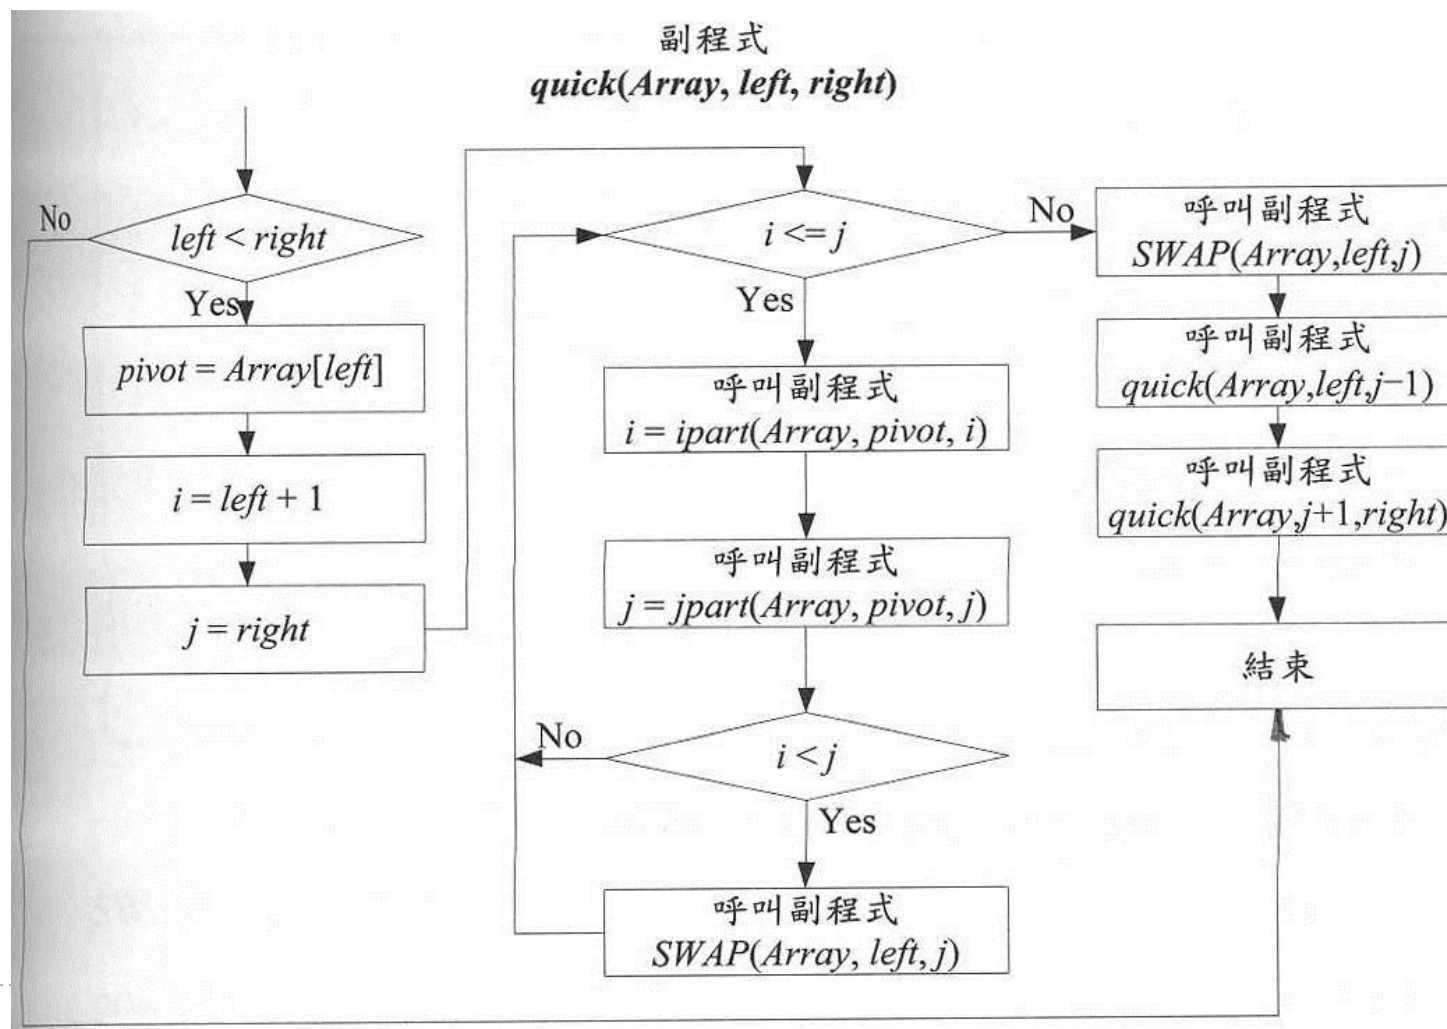 副程式
quick(Array, left, right)
No
left < right
Yes
pivot = Array[left]
i = left + 1
j = right
i <= j
No
Yes
呼叫副程式
i = ipart(Array, pivot, i)
呼叫副程式
j = jpart(Array, pivot, j)
i < j
No
Yes
呼叫副程式
SWAP(Array, left, j)
呼叫副程式
SWAP(Array,left,j)
呼叫副程式
quick(Array,left,j−1)
呼叫副程式
quick(Array,j+1,right)
結束